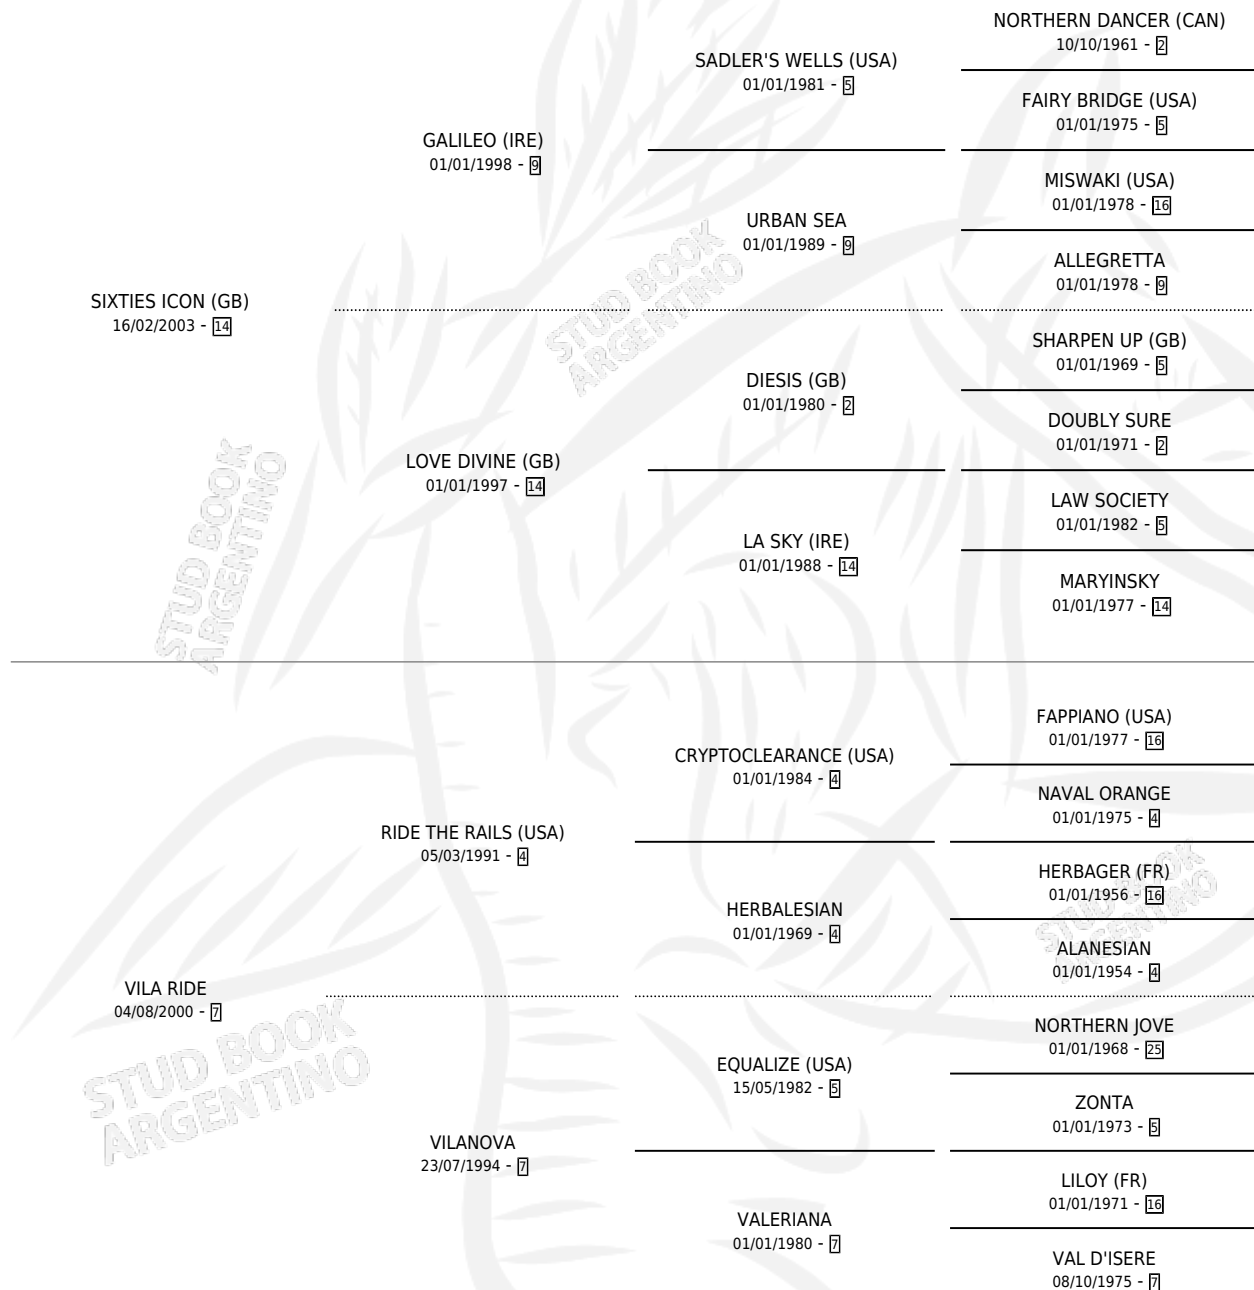 NORTHERN DANCER (CAN)
10/10/1961 - 2
SADLER'S WELLS (USA)
01/01/1981 - 5
FAIRY BRIDGE (USA)
01/01/1975 - 5
GALILEO (IRE)
01/01/1998 - 9
MISWAKI (USA)
01/01/1978 - 16
URBAN SEA
01/01/1989 - 9
ALLEGRETTA
01/01/1978 - 9
SIXTIES ICON (GB)
16/02/2003 - 14
SHARPEN UP (GB)
01/01/1969 - 5
DIESIS (GB)
01/01/1980 - 2
DOUBLY SURE
01/01/1971 - 2
LOVE DIVINE (GB)
01/01/1997 - 14
LAW SOCIETY
01/01/1982 - 5
LA SKY (IRE)
01/01/1988 - 14
MARYINSKY
01/01/1977 - 14
FAPPIANO (USA)
01/01/1977 - 16
CRYPTOCLEARANCE (USA)
01/01/1984 - 4
NAVAL ORANGE
01/01/1975 - 4
RIDE THE RAILS (USA)
05/03/1991 - 4
HERBAGER (FR)
01/01/1956 - 16
HERBALESIAN
01/01/1969 - 4
ALANESIAN
01/01/1954 - 4
VILA RIDE
04/08/2000 - 7
NORTHERN JOVE
01/01/1968 - 25
EQUALIZE (USA)
15/05/1982 - 5
ZONTA
01/01/1973 - 5
VILANOVA
23/07/1994 - 7
LILOY (FR)
01/01/1971 - 16
VALERIANA
01/01/1980 - 7
VAL D'ISERE
08/10/1975 - 7
STUD BOOK
ARGENTINO
STUD BOOK
ARGENTINO
STUD BOOK
ARGENTINO
STUD BOOK
ARGENTINO